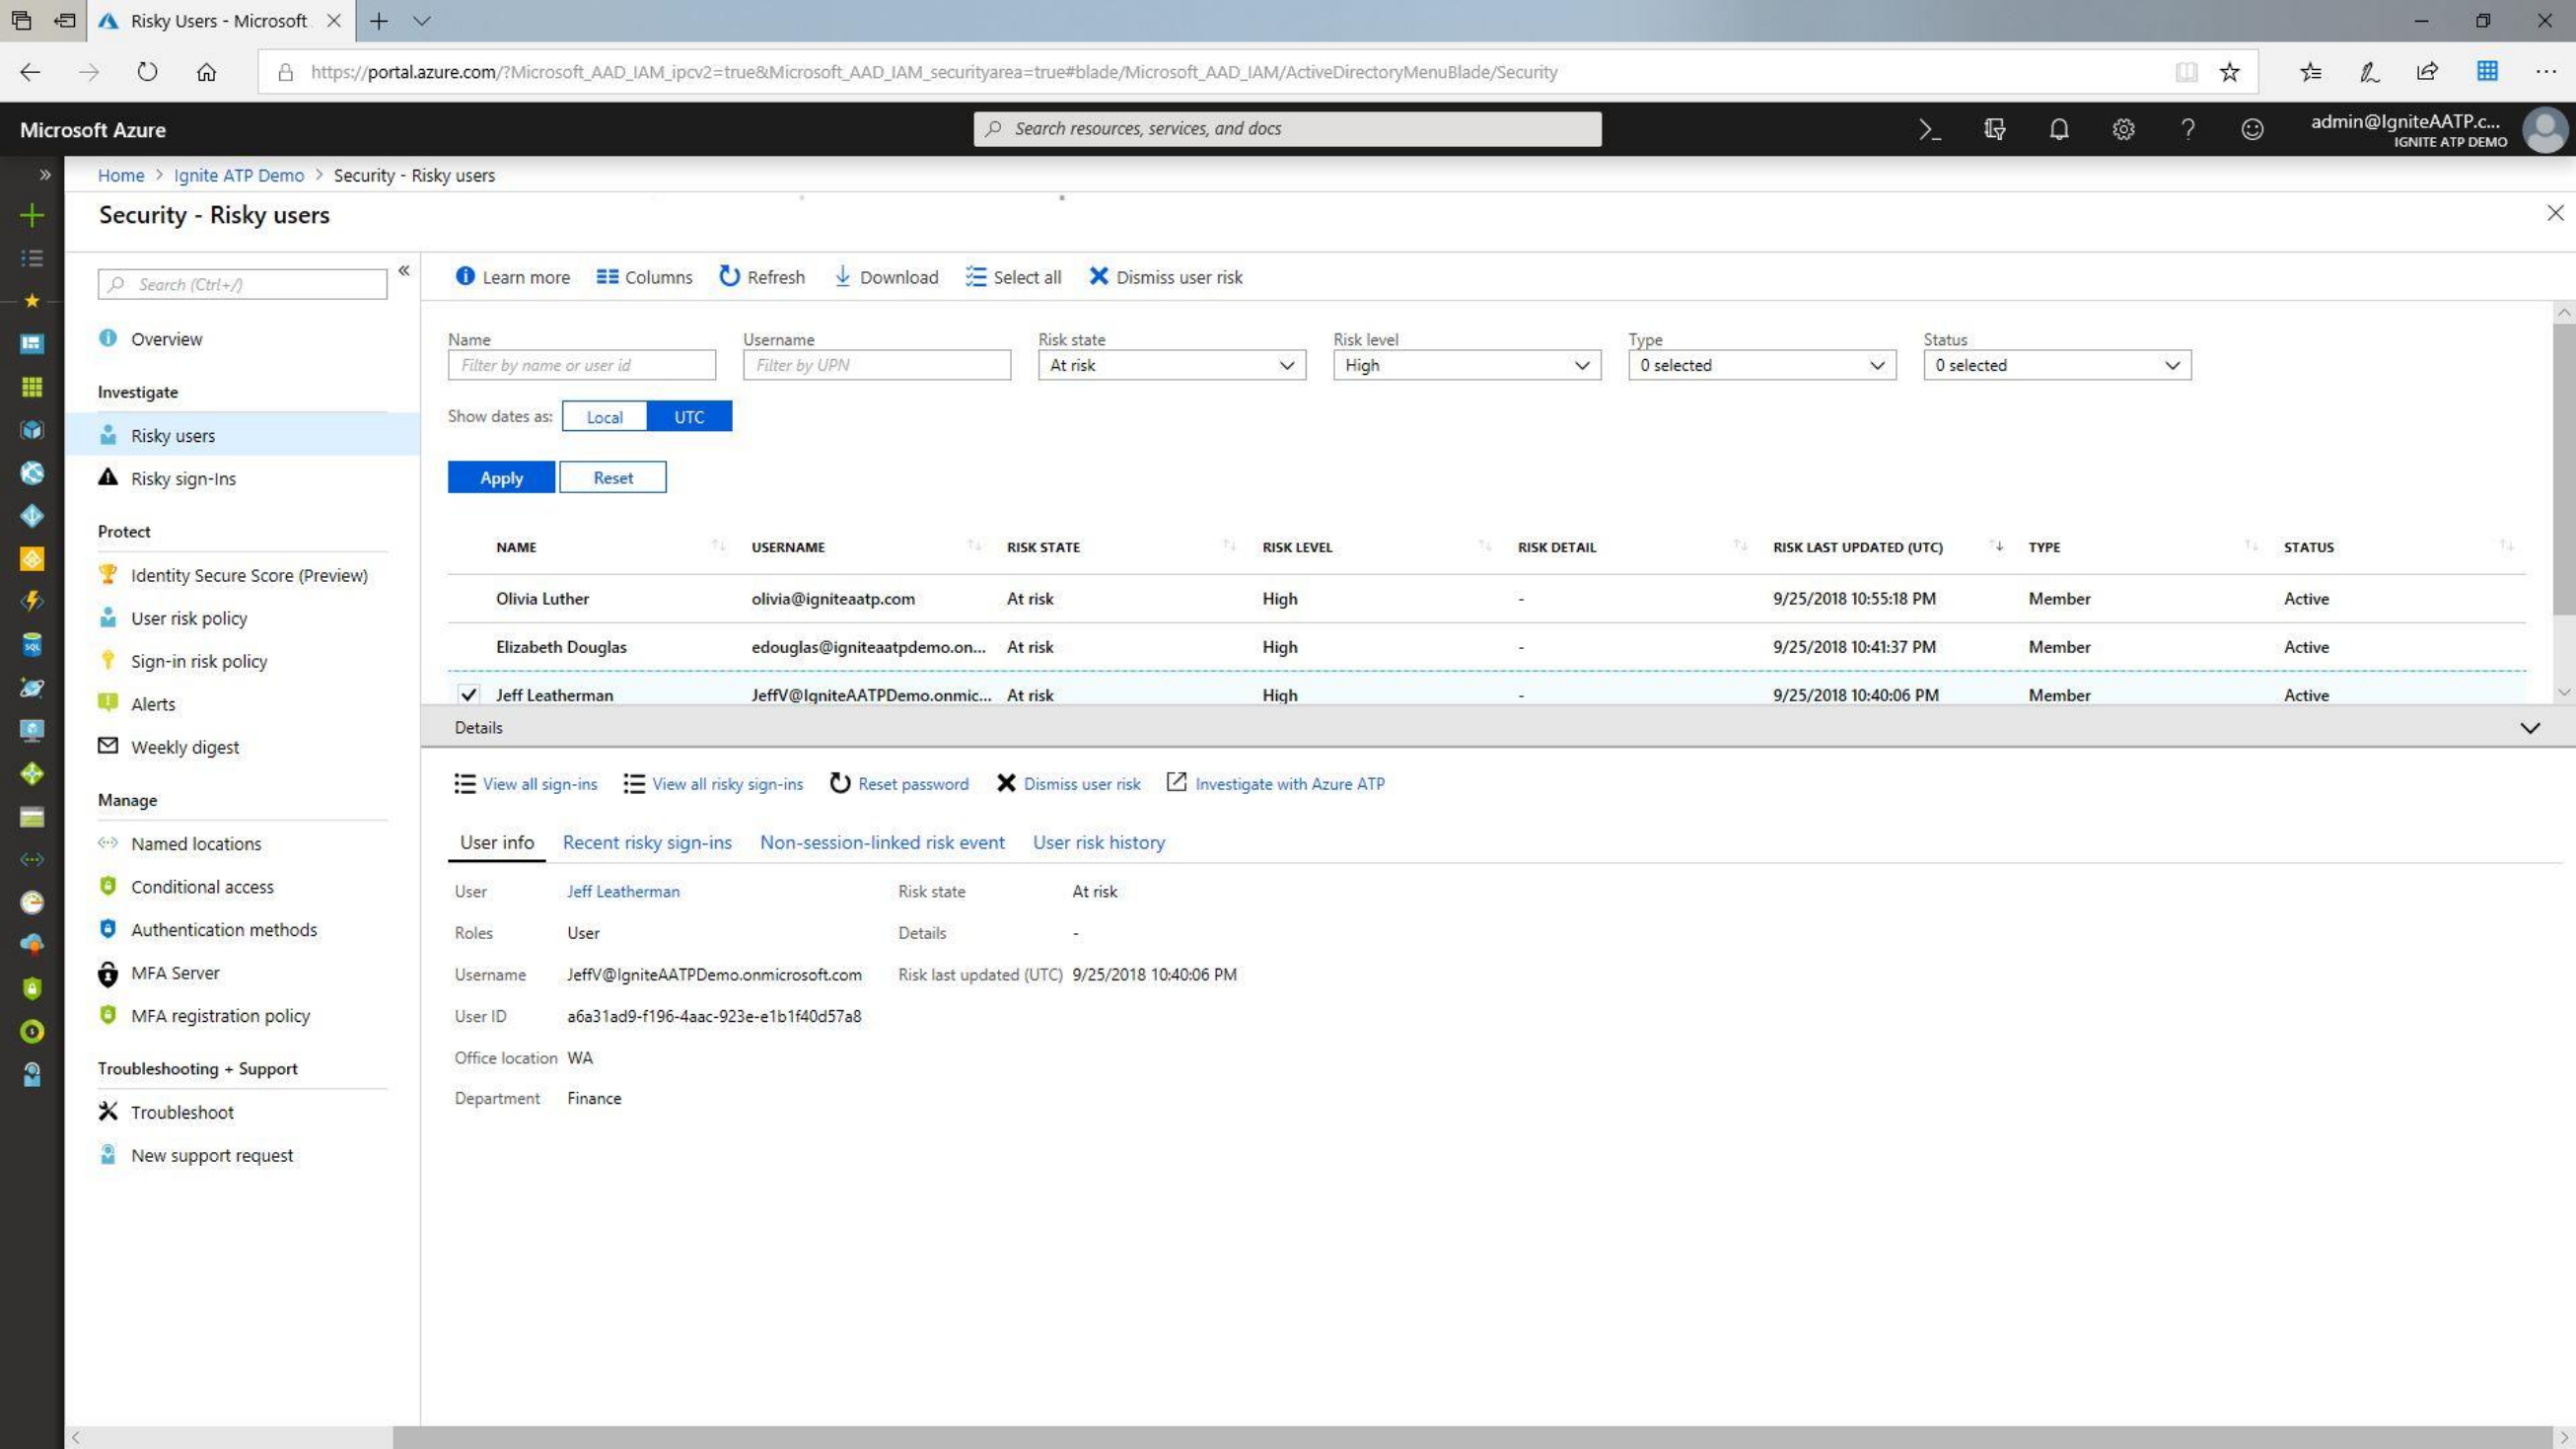 Risky Users - Microsoft
https://portal.azure.com/?Microsoft_AAD_IAM_ipcv2=true&Microsoft_AAD_IAM_securityarea=true#blade/Microsoft_AAD_IAM/ActiveDirectoryMenuBlade/Security
Microsoft Azure
Search resources, services, and docs
admin@IgniteAATP.c...
IGNITE ATP DEMO
Home > Ignite ATP Demo > Security - Risky users
Security - Risky users
Search (Ctrl+/)
Overview
Investigate
Risky users
Risky sign-Ins
Protect
Identity Secure Score (Preview)
User risk policy
Sign-in risk policy
Alerts
Weekly digest
Manage
Named locations
Conditional access
Authentication methods
MFA Server
MFA registration policy
Troubleshooting + Support
Troubleshoot
New support request
Learn more Columns Refresh Download Select all Dismiss user risk
Name Username Risk state Risk level Type Status
Filter by name or user id Filter by UPN At risk High 0 selected 0 selected
Show dates as: Local UTC
Apply Reset
NAME USERNAME RISK STATE RISK LEVEL RISK DETAIL RISK LAST UPDATED (UTC) TYPE STATUS
Olivia Luther olivia@igniteaatp.com At risk High - 9/25/2018 10:55:18 PM Member Active
Elizabeth Douglas edouglas@igniteaatpdemo.on... At risk High - 9/25/2018 10:41:37 PM Member Active
Jeff Leatherman JeffV@IgniteAATPDemo.onmic... At risk High - 9/25/2018 10:40:06 PM Member Active
Details
View all sign-ins View all risky sign-ins Reset password Dismiss user risk Investigate with Azure ATP
User info Recent risky sign-ins Non-session-linked risk event User risk history
User Jeff Leatherman Risk state At risk
Roles User Details -
Username JeffV@IgniteAATPDemo.onmicrosoft.com Risk last updated (UTC) 9/25/2018 10:40:06 PM
User ID a6a31ad9-f196-4aac-923e-e1b1f40d57a8
Office location WA
Department Finance